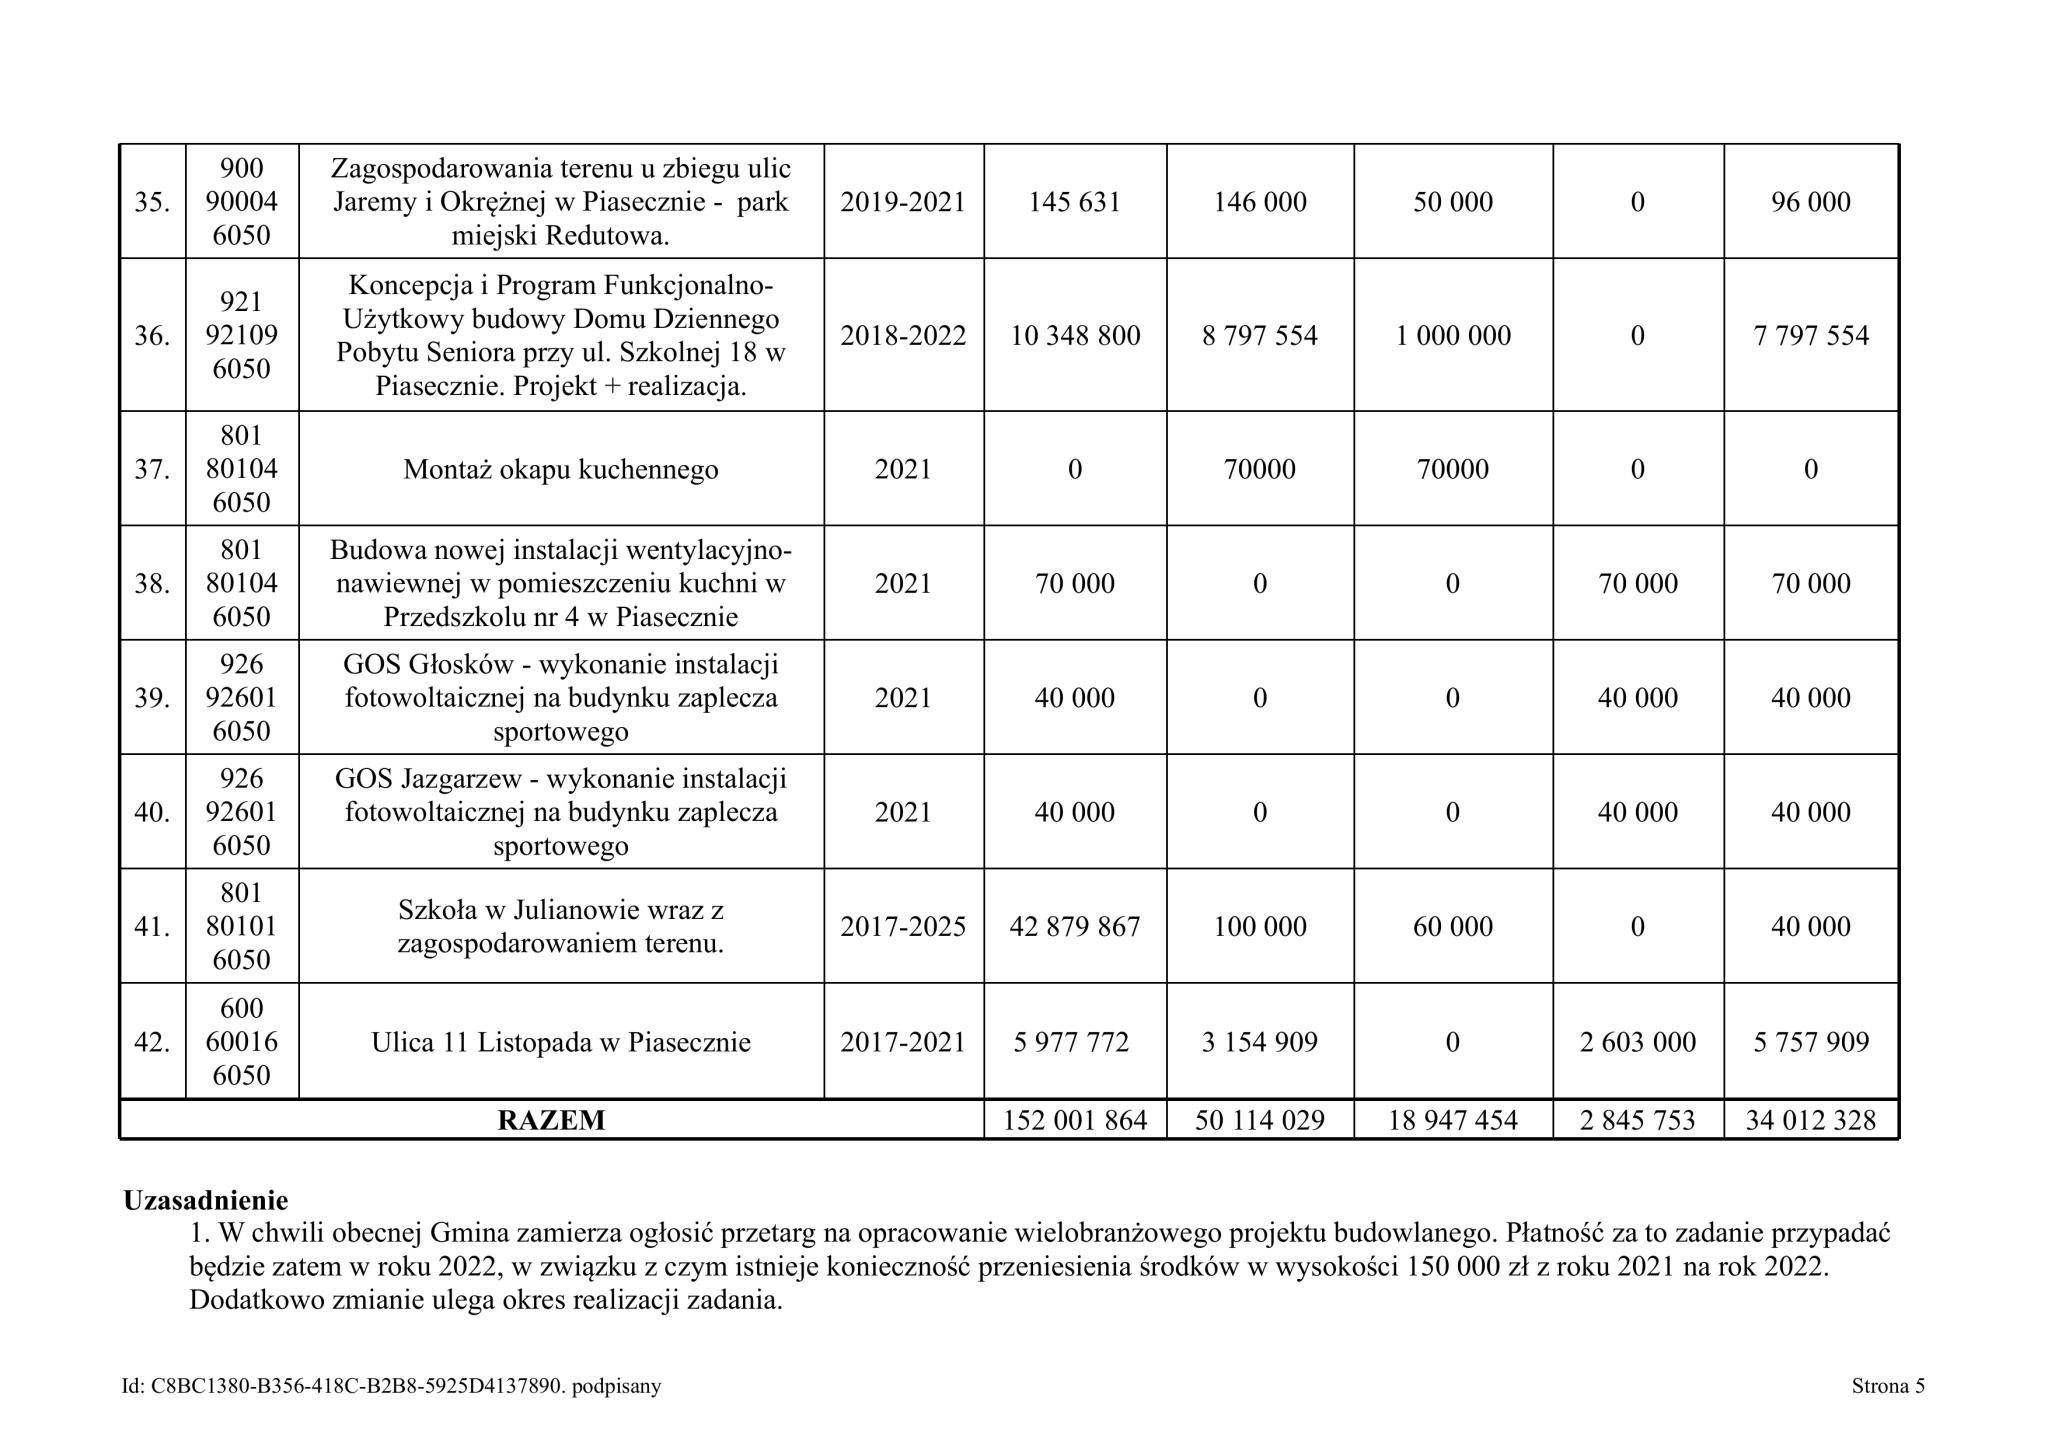 35.
900
90004
6050
Zagospodarowania terenu u zbiegu ulic
Jaremy i Okrężnej w Piasecznie -  park
miejski Redutowa.
2019-2021
145 631
146 000
50 000
0
96 000
36.
921
92109
6050
Koncepcja i Program Funkcjonalno-
Użytkowy budowy Domu Dziennego
Pobytu Seniora przy ul. Szkolnej 18 w
Piasecznie. Projekt + realizacja.
2018-2022
10 348 800
8 797 554
1 000 000
0
7 797 554
37.
801
80104
6050
Montaż okapu kuchennego
2021
0
70000
70000
0
0
38.
801
80104
6050
Budowa nowej instalacji wentylacyjno-
nawiewnej w pomieszczeniu kuchni w
Przedszkolu nr 4 w Piasecznie
2021
70 000
0
0
70 000
70 000
39.
926
92601
6050
GOS Głosków - wykonanie instalacji
fotowoltaicznej na budynku zaplecza
sportowego
2021
40 000
0
0
40 000
40 000
40.
926
92601
6050
GOS Jazgarzew - wykonanie instalacji
fotowoltaicznej na budynku zaplecza
sportowego
2021
40 000
0
0
40 000
40 000
41.
801
80101
6050
Szkoła w Julianowie wraz z
zagospodarowaniem terenu.
2017-2025
42 879 867
100 000
60 000
0
40 000
42.
600
60016
6050
Ulica 11 Listopada w Piasecznie
2017-2021
5 977 772
3 154 909
0
2 603 000
5 757 909
RAZEM
152 001 864
50 114 029
18 947 454
2 845 753
34 012 328
Uzasadnienie
1. W chwili obecnej Gmina zamierza ogłosić przetarg na opracowanie wielobranżowego projektu budowlanego. Płatność za to zadanie przypadać
będzie zatem w roku 2022, w związku z czym istnieje konieczność przeniesienia środków w wysokości 150 000 zł z roku 2021 na rok 2022.
Dodatkowo zmianie ulega okres realizacji zadania.
Id: C8BC1380-B356-418C-B2B8-5925D4137890. podpisany
Strona 5